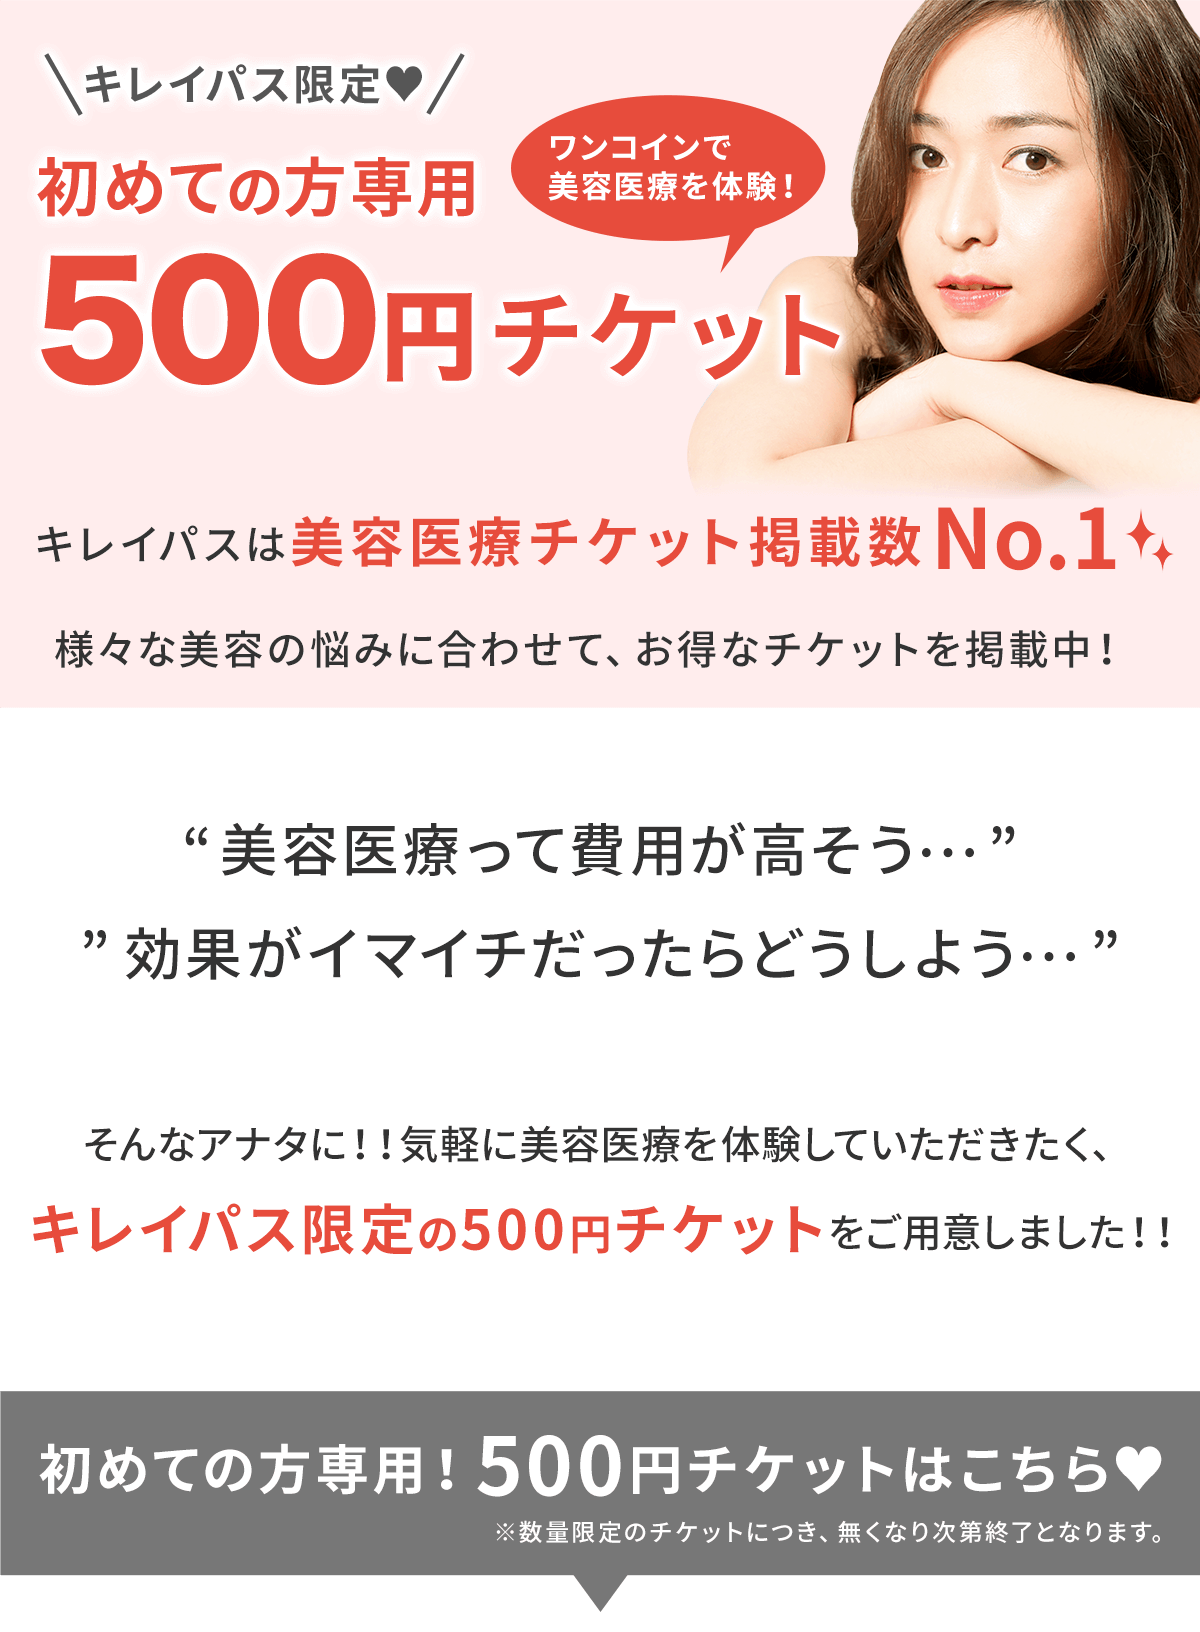 キレイパス限定♥
初めての方専用
ワンコインで
美容医療を体験！
500円チケット
キレイパスは美容医療チケット掲載数No.1
様々な美容の悩みに合わせて、お得なチケットを掲載中！
“美容医療って費用が高そう…”
”効果がイマイチだったらどうしよう…”
そんなアナタに！！気軽に美容医療を体験していただきたく、
キレイパス限定の500円チケットをご用意しました！！
初めての方専用！500円チケットはこちら♥
※数量限定のチケットにつき、無くなり次第終了となります。